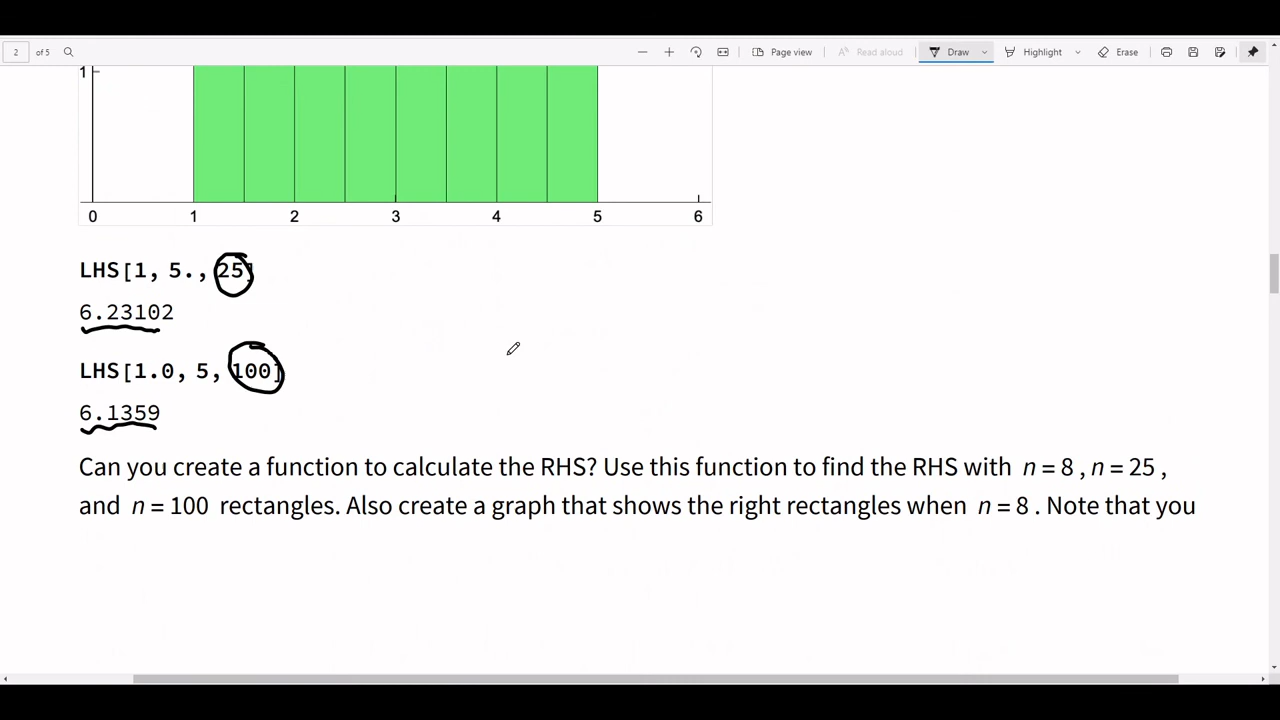 2 of 5 Page view Read aloud Draw Highlight Erase
1
0 1 2 3 4 5 6
LHS[1, 5., 25]
6.23102
LHS[1.0, 5, 100]
6.1359
Can you create a function to calculate the RHS? Use this function to find the RHS with n = 8 , n = 25 ,
and n = 100 rectangles. Also create a graph that shows the right rectangles when n = 8 . Note that you